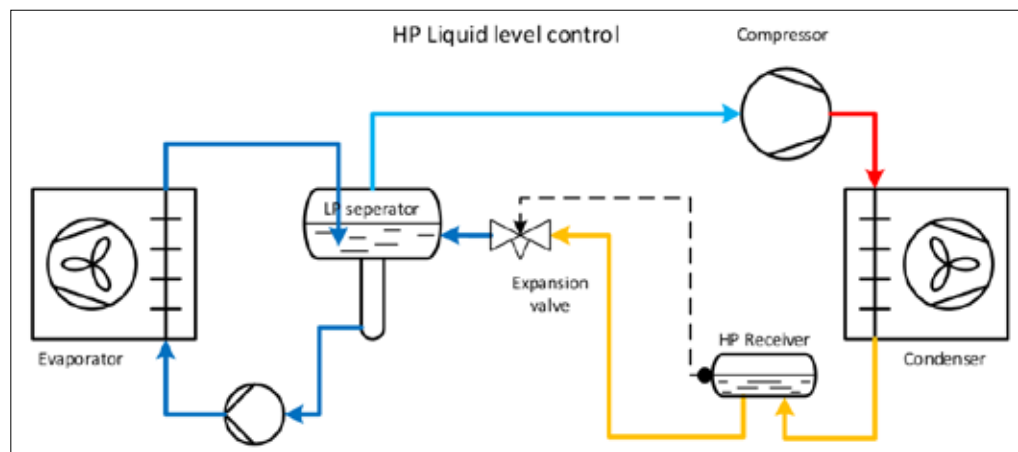 HP Liquid level control
Compressor
LP seperator
Expansion
valve
HP Receiver
Evaporator
Condenser